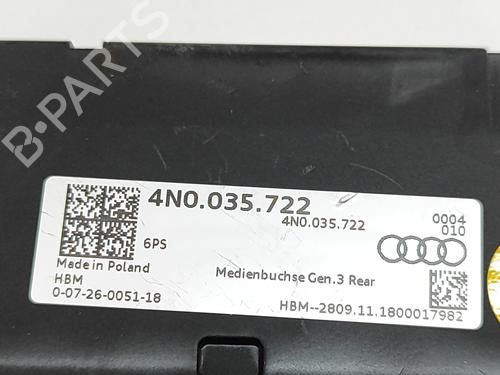 B-PARTS
4N0.035.722
4N0.035.722
0004
010
6PS
Made in Poland
Medienbuchse Gen.3 Rear
HBM
0-07-26-0051-18
HBM--2809.11.1800017982